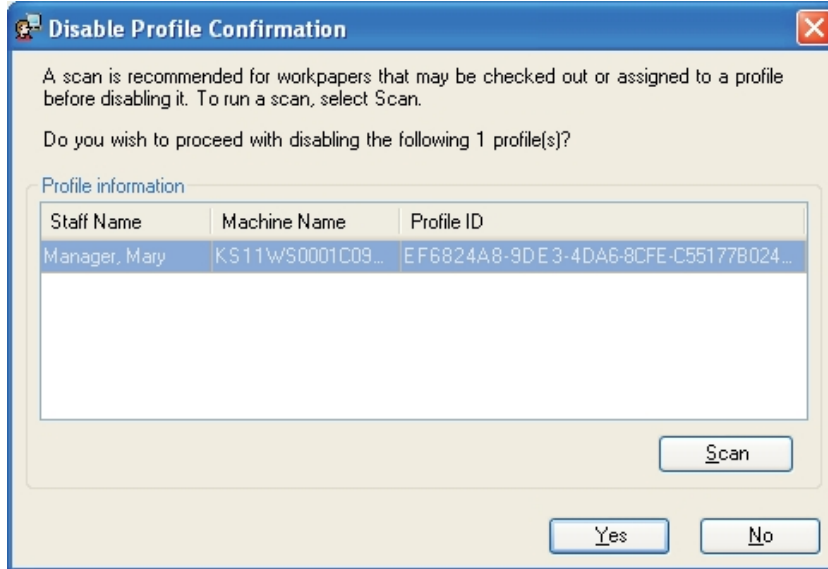 Disable Profile Confirmation
A scan is recommended for workpapers that may be checked out or assigned to a profile
before disabling it. To run a scan, select Scan.
Do you wish to proceed with disabling the following 1 profile(s)?
Profile information
Staff Name Machine Name Profile ID
Manager, Mary KS11WS0001C09... EF6824A8-9DE3-4DA6-8CFE-C55177B024...
Scan
Yes No